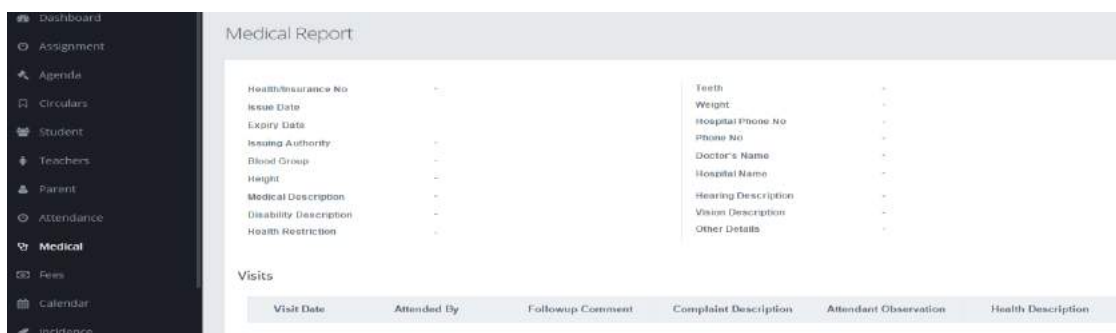 Dashboard
Assignment
Agenda
Circulars
Student
Teachers
Parent
Attendance
Medical
Fees
Calendar
Incidence
Medical Report
Health/Insurance No -
Issue Date
Expiry Date
Issuing Authority -
Blood Group -
Height -
Medical Description -
Disability Description -
Health Restriction -
Teeth -
Weight -
Hospital Phone No -
Phone No -
Doctor's Name -
Hospital Name -
Hearing Description -
Vision Description -
Other Details -
Visits
Visit Date Attended By Followup Comment Complaint Description Attendant Observation Health Description